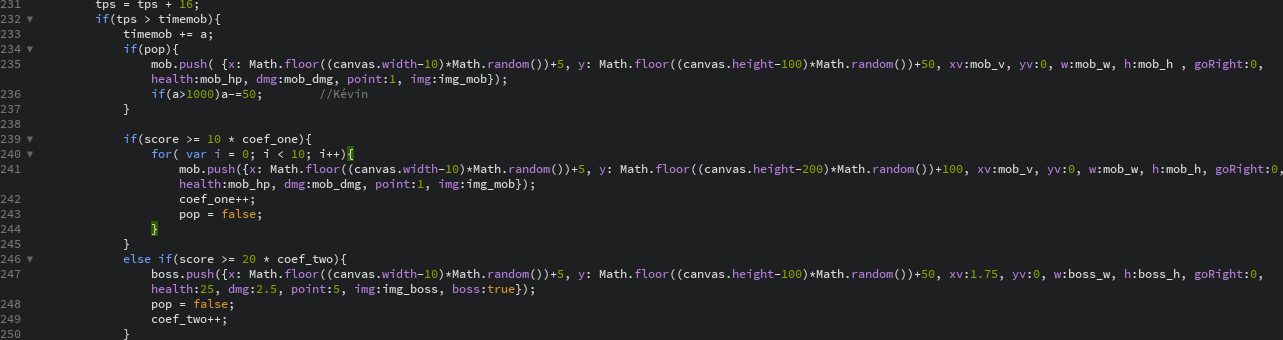 231 tps = tps + 16;
232 if(tps > timemob){
233 timemob += a;
234 if(pop){
235 mob.push( {x: Math.floor((canvas.width-10)*Math.random())+5, y: Math.floor((canvas.height-100)*Math.random())+50, xv:mob_v, yv:0, w:mob_w, h:mob_h , goRight:0,
health:mob_hp, dmg:mob_dmg, point:1, img:img_mob});
236 if(a>1000)a-=50; //Kévin
237 }
238
239 if(score >= 10 * coef_one){
240 for( var i = 0; i < 10; i++){
241 mob.push({x: Math.floor((canvas.width-10)*Math.random())+5, y: Math.floor((canvas.height-200)*Math.random())+100, xv:mob_v, yv:0, w:mob_w, h:mob_h, goRight:0,
health:mob_hp, dmg:mob_dmg, point:1, img:img_mob});
242 coef_one++;
243 pop = false;
244 }
245 }
246 else if(score >= 20 * coef_two){
247 boss.push({x: Math.floor((canvas.width-10)*Math.random())+5, y: Math.floor((canvas.height-100)*Math.random())+50, xv:1.75, yv:0, w:boss_w, h:boss_h, goRight:0,
health:25, dmg:2.5, point:5, img:img_boss, boss:true});
248 pop = false;
249 coef_two++;
250 }